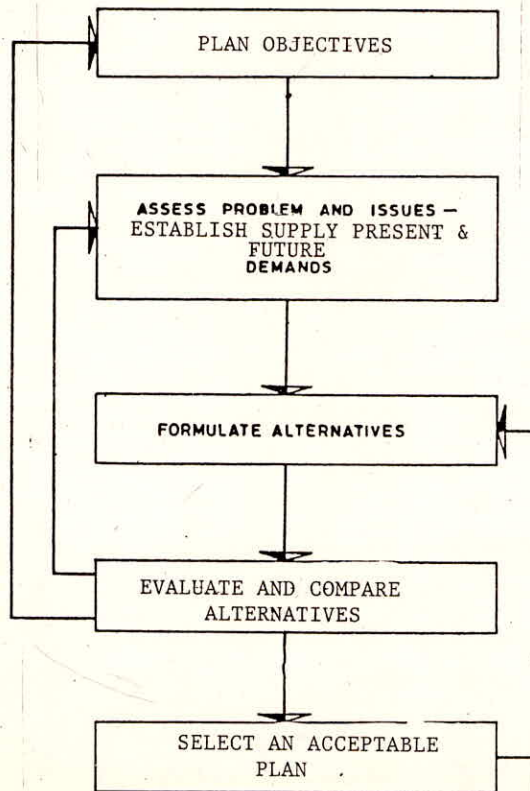 PLAN OBJECTIVES
ASSESS PROBLEM AND ISSUES —
ESTABLISH SUPPLY PRESENT &
FUTURE
DEMANDS
FORMULATE ALTERNATIVES
EVALUATE AND COMPARE
ALTERNATIVES
SELECT AN ACCEPTABLE
PLAN